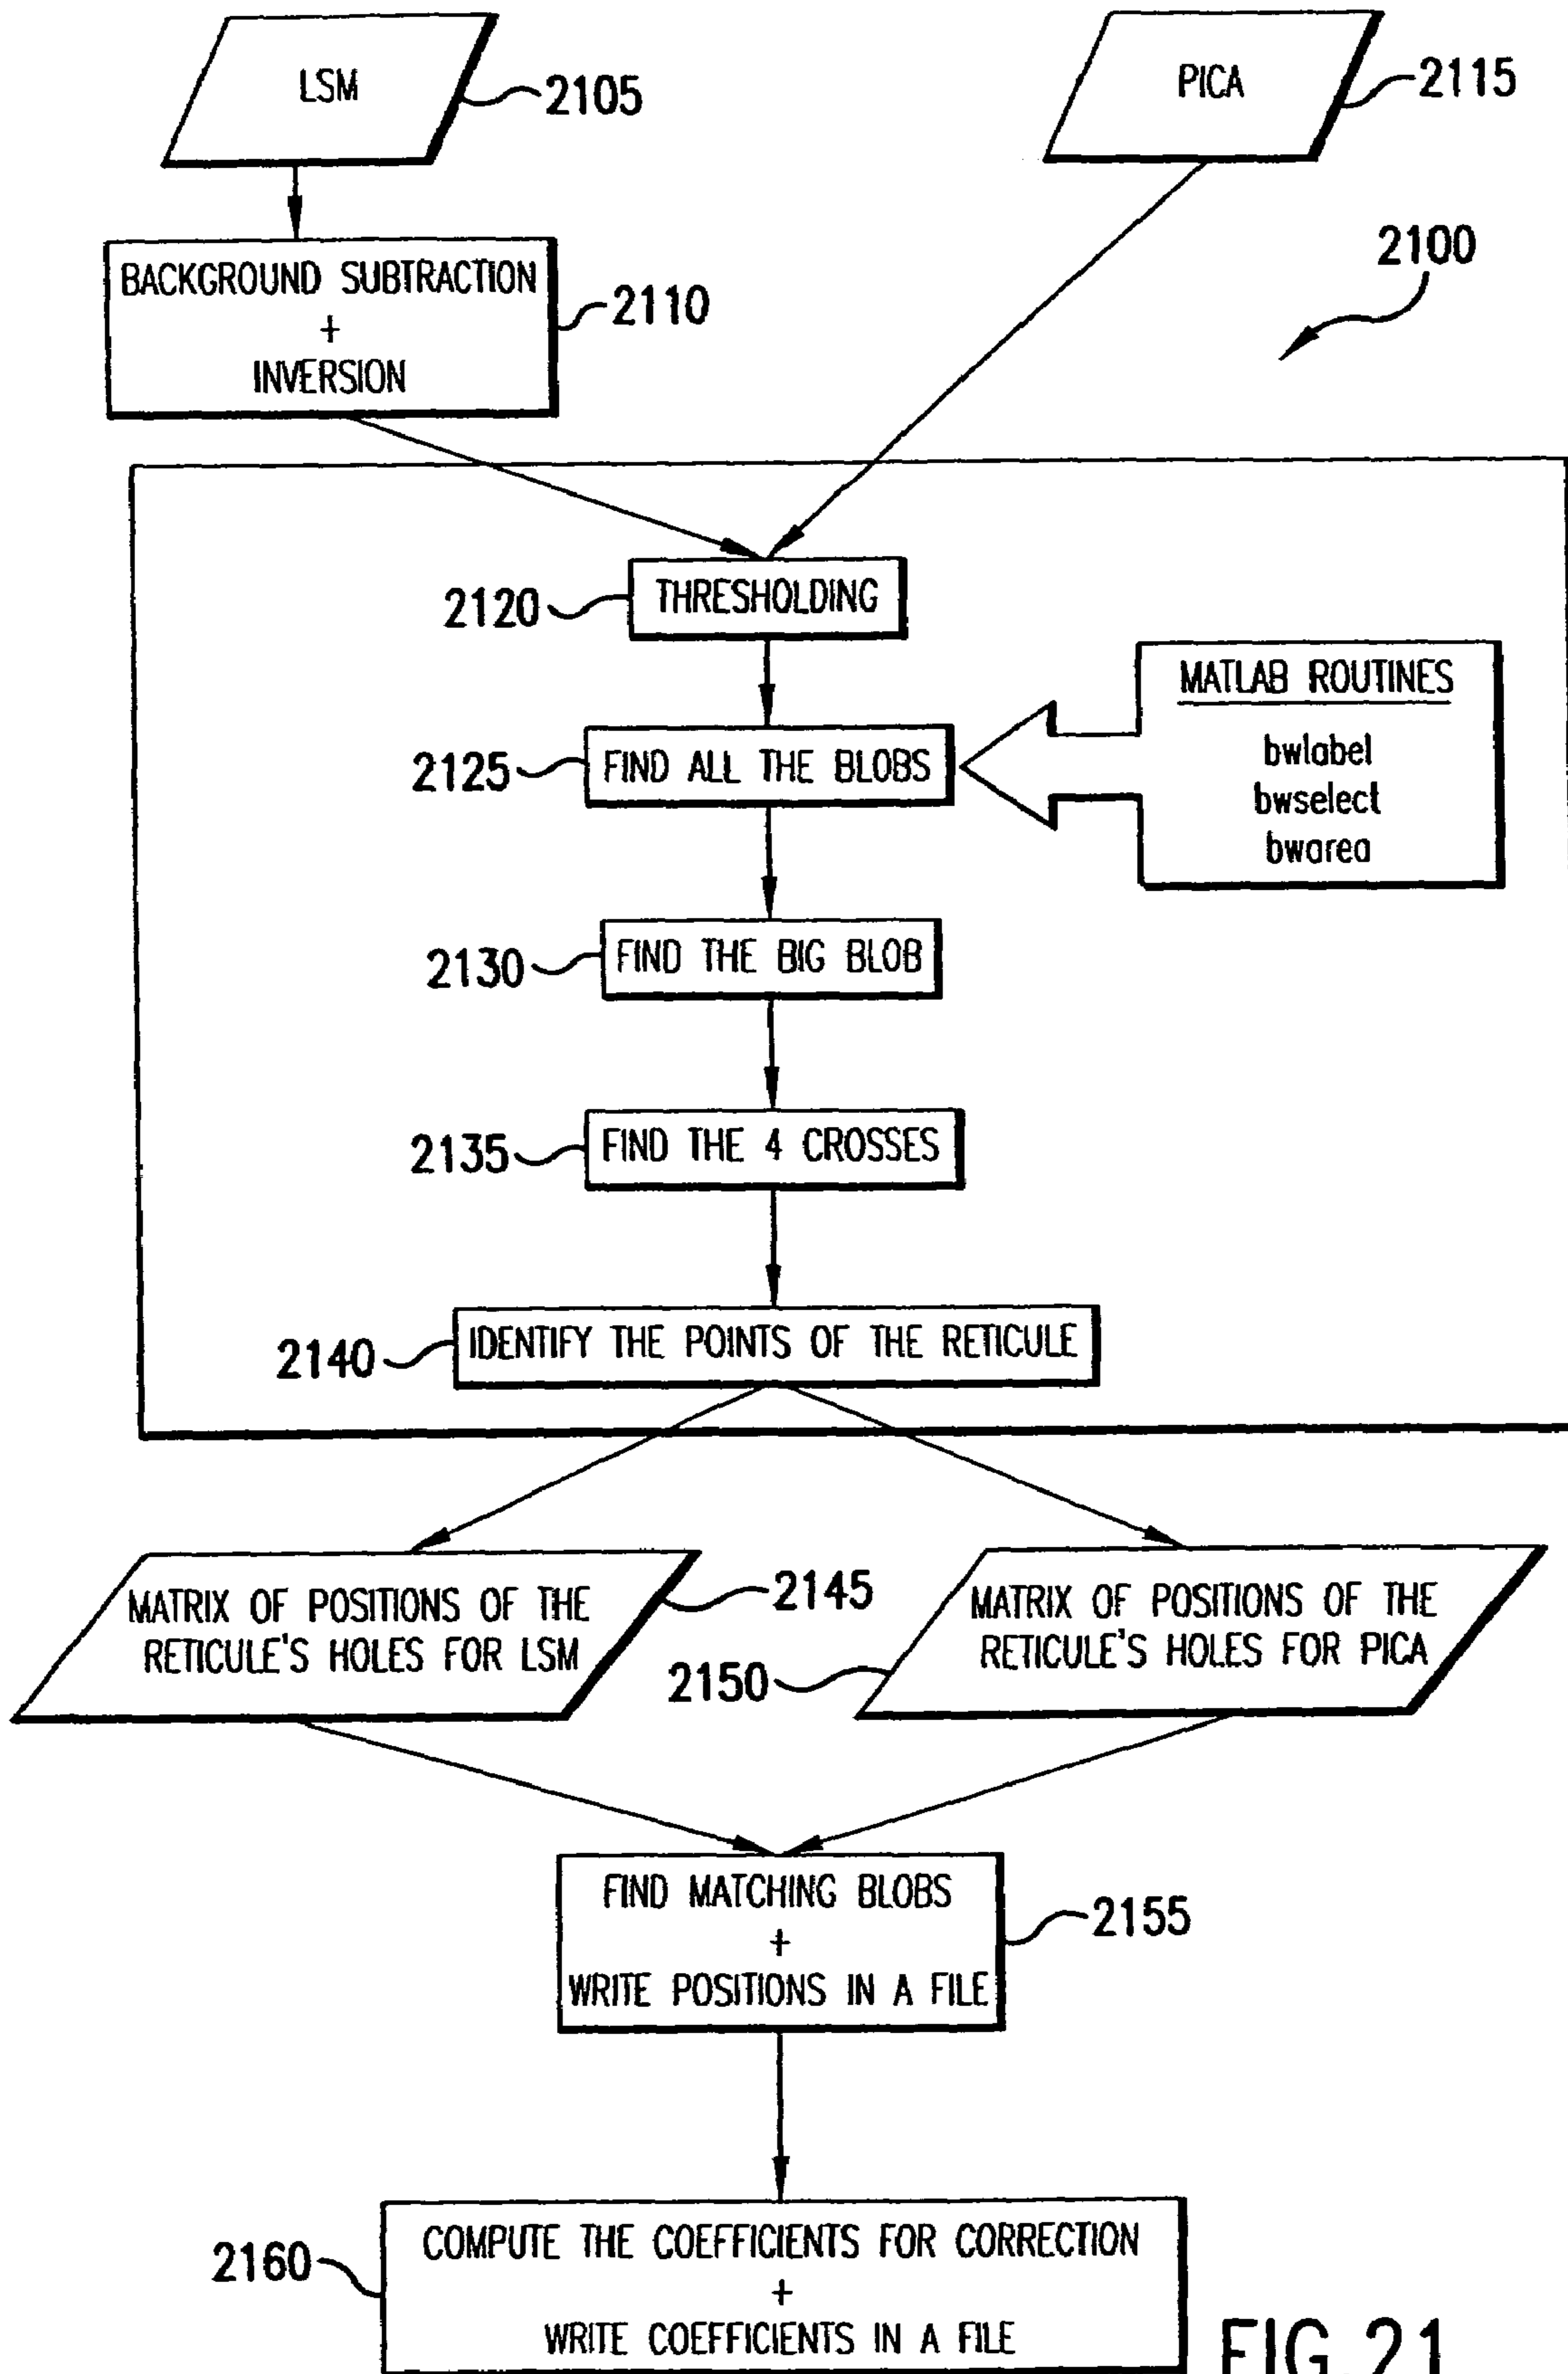 LSM
2105
PICA
2115
BACKGROUND SUBTRACTION
+
INVERSION
2110
2100
THRESHOLDING
2120
FIND ALL THE BLOBS
2125
MATLAB ROUTINES
bwlabel
bwselect
bwarea
FIND THE BIG BLOB
2130
FIND THE 4 CROSSES
2135
IDENTIFY THE POINTS OF THE RETICULE
2140
MATRIX OF POSITIONS OF THE
RETICULE'S HOLES FOR LSM
2145
MATRIX OF POSITIONS OF THE
RETICULE'S HOLES FOR PICA
2150
FIND MATCHING BLOBS
+
WRITE POSITIONS IN A FILE
2155
COMPUTE THE COEFFICIENTS FOR CORRECTION
+
WRITE COEFFICIENTS IN A FILE
2160
FIG.21